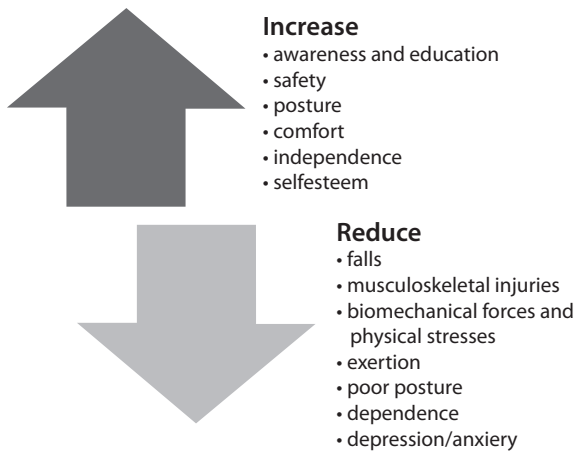 Increase
• awareness and education
• safety
• posture
• comfort
• independence
• selfesteem
Reduce
• falls
• musculoskeletal injuries
• biomechanical forces and
physical stresses
• exertion
• poor posture
• dependence
• depression/anxiery